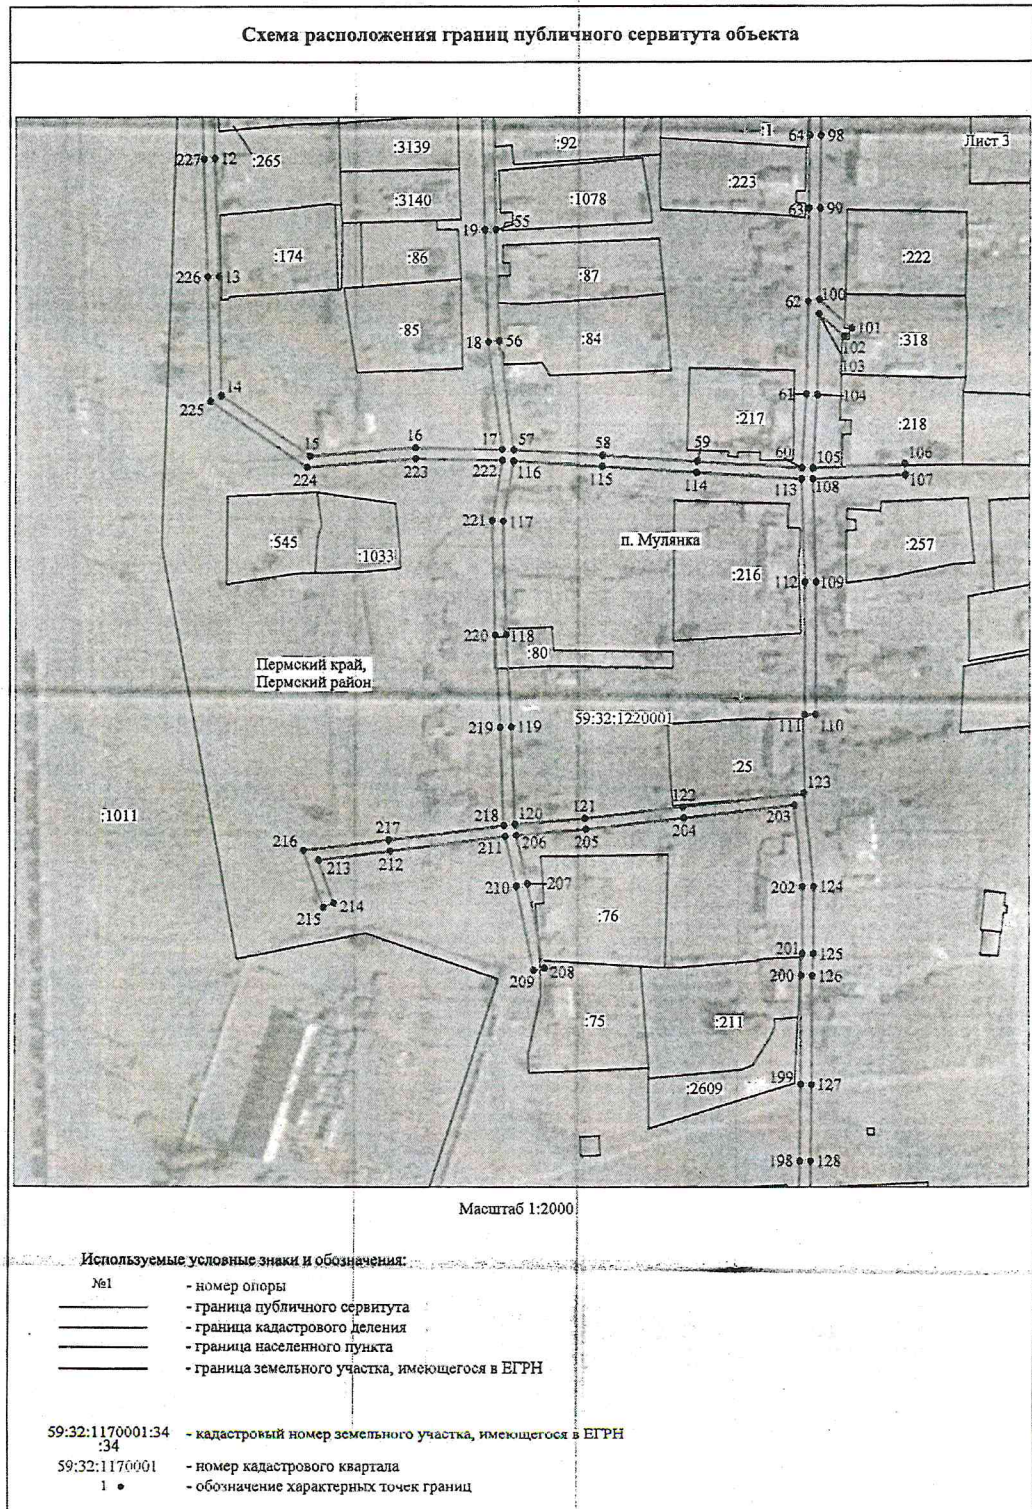 Схема расположения границ публичного сервитута объекта
:1 64 98
:92
Лист 3
227 12 :265 :3139
:223
:3140 :1078
63 99
19 55
:174 :86 :222
226 13 :87
62 100
:85 18 56 :84 101 :318
102
103
14 61 104
225 :217 :218
15 16 17 57 58 59 60 105 106
224 223 222 116 115 114 113 108 107
221 117 п. Мулянка
:545 :1033 :257
:216 112 109
220 118
:80
Пермский край,
Пермский район
59:32:1220001
219 119 111 110
:25
123
122
:1011 218 120 121 203
217 204
216 211 206 205
213 212
210 207 202 124
215 214 :76
201 125
209 208 200 126
:75 :211
199 127
:2609
198 128
Масштаб 1:2000
Используемые условные знаки и обозначения:
№1 - номер опоры
- граница публичного сервитута
- граница кадастрового деления
- граница населенного пункта
- граница земельного участка, имеющегося в ЕГРН
59:32:1170001:34 - кадастровый номер земельного участка, имеющегося в ЕГРН
:34
59:32:1170001 - номер кадастрового квартала
1 - обозначение характерных точек границ